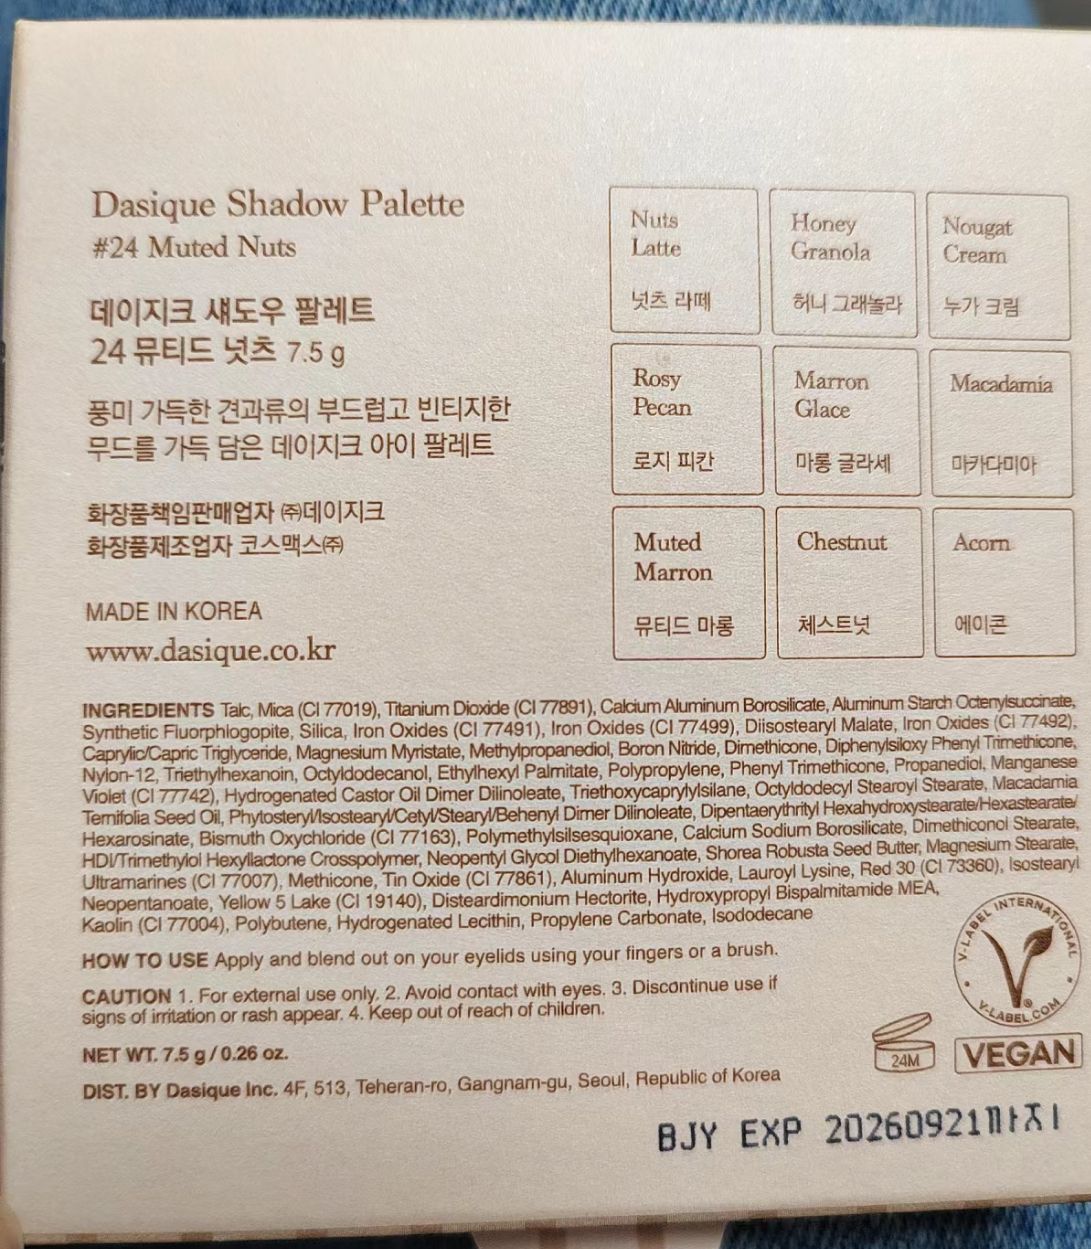 Dasique Shadow Palette
#24 Muted Nuts
데이지크 섀도우 팔레트
24 뮤티드 넛츠 7.5 g
풍미 가득한 견과류의 부드럽고 빈티지한
무드를 가득 담은 데이지크 아이 팔레트
화장품책임판매업자 ㈜데이지크
화장품제조업자 코스맥스㈜
MADE IN KOREA
www.dasique.co.kr
Nuts
Latte
넛츠 라떼
Honey
Granola
허니 그래놀라
Nougat
Cream
누가 크림
Rosy
Pecan
로지 피칸
Marron
Glace
마롱 글라세
Macadamia
마카다미아
Muted
Marron
뮤티드 마롱
Chestnut
체스트넛
Acorn
에이콘
INGREDIENTS Talc, Mica (CI 77019), Titanium Dioxide (CI 77891), Calcium Aluminum Borosilicate, Aluminum Starch Octenylsuccinate,
Synthetic Fluorphlogopite, Silica, Iron Oxides (CI 77491), Iron Oxides (CI 77499), Diisostearyl Malate, Iron Oxides (CI 77492),
Caprylic/Capric Triglyceride, Magnesium Myristate, Methylpropanediol, Boron Nitride, Dimethicone, Diphenylsiloxy Phenyl Trimethicone,
Nylon-12, Triethylhexanoin, Octyldodecanol, Ethylhexyl Palmitate, Polypropylene, Phenyl Trimethicone, Propanediol, Manganese
Violet (CI 77742), Hydrogenated Castor Oil Dimer Dilinoleate, Triethoxycaprylylsilane, Octyldodecyl Stearoyl Stearate, Macadamia
Ternifolia Seed Oil, Phytosteryl/Isostearyl/Cetyl/Stearyl/Behenyl Dimer Dilinoleate, Dipentaerythrityl Hexahydroxystearate/Hexastearate/
Hexarosinate, Bismuth Oxychloride (CI 77163), Polymethylsilsesquioxane, Calcium Sodium Borosilicate, Dimethiconol Stearate,
HDI/Trimethylol Hexyllactone Crosspolymer, Neopentyl Glycol Diethylhexanoate, Shorea Robusta Seed Butter, Magnesium Stearate,
Ultramarines (CI 77007), Methicone, Tin Oxide (CI 77861), Aluminum Hydroxide, Lauroyl Lysine, Red 30 (CI 73360), Isostearyl
Neopentanoate, Yellow 5 Lake (CI 19140), Disteardimonium Hectorite, Hydroxypropyl Bispalmitamide MEA,
Kaolin (CI 77004), Polybutene, Hydrogenated Lecithin, Propylene Carbonate, Isododecane
HOW TO USE Apply and blend out on your eyelids using your fingers or a brush.
CAUTION 1. For external use only. 2. Avoid contact with eyes. 3. Discontinue use if
signs of irritation or rash appear. 4. Keep out of reach of children.
NET WT. 7.5 g / 0.26 oz.
DIST. BY Dasique Inc. 4F, 513, Teheran-ro, Gangnam-gu, Seoul, Republic of Korea
V-LABEL INTERNATIONAL
V-LABEL.COM
24M
VEGAN
BJY EXP 20260921까지